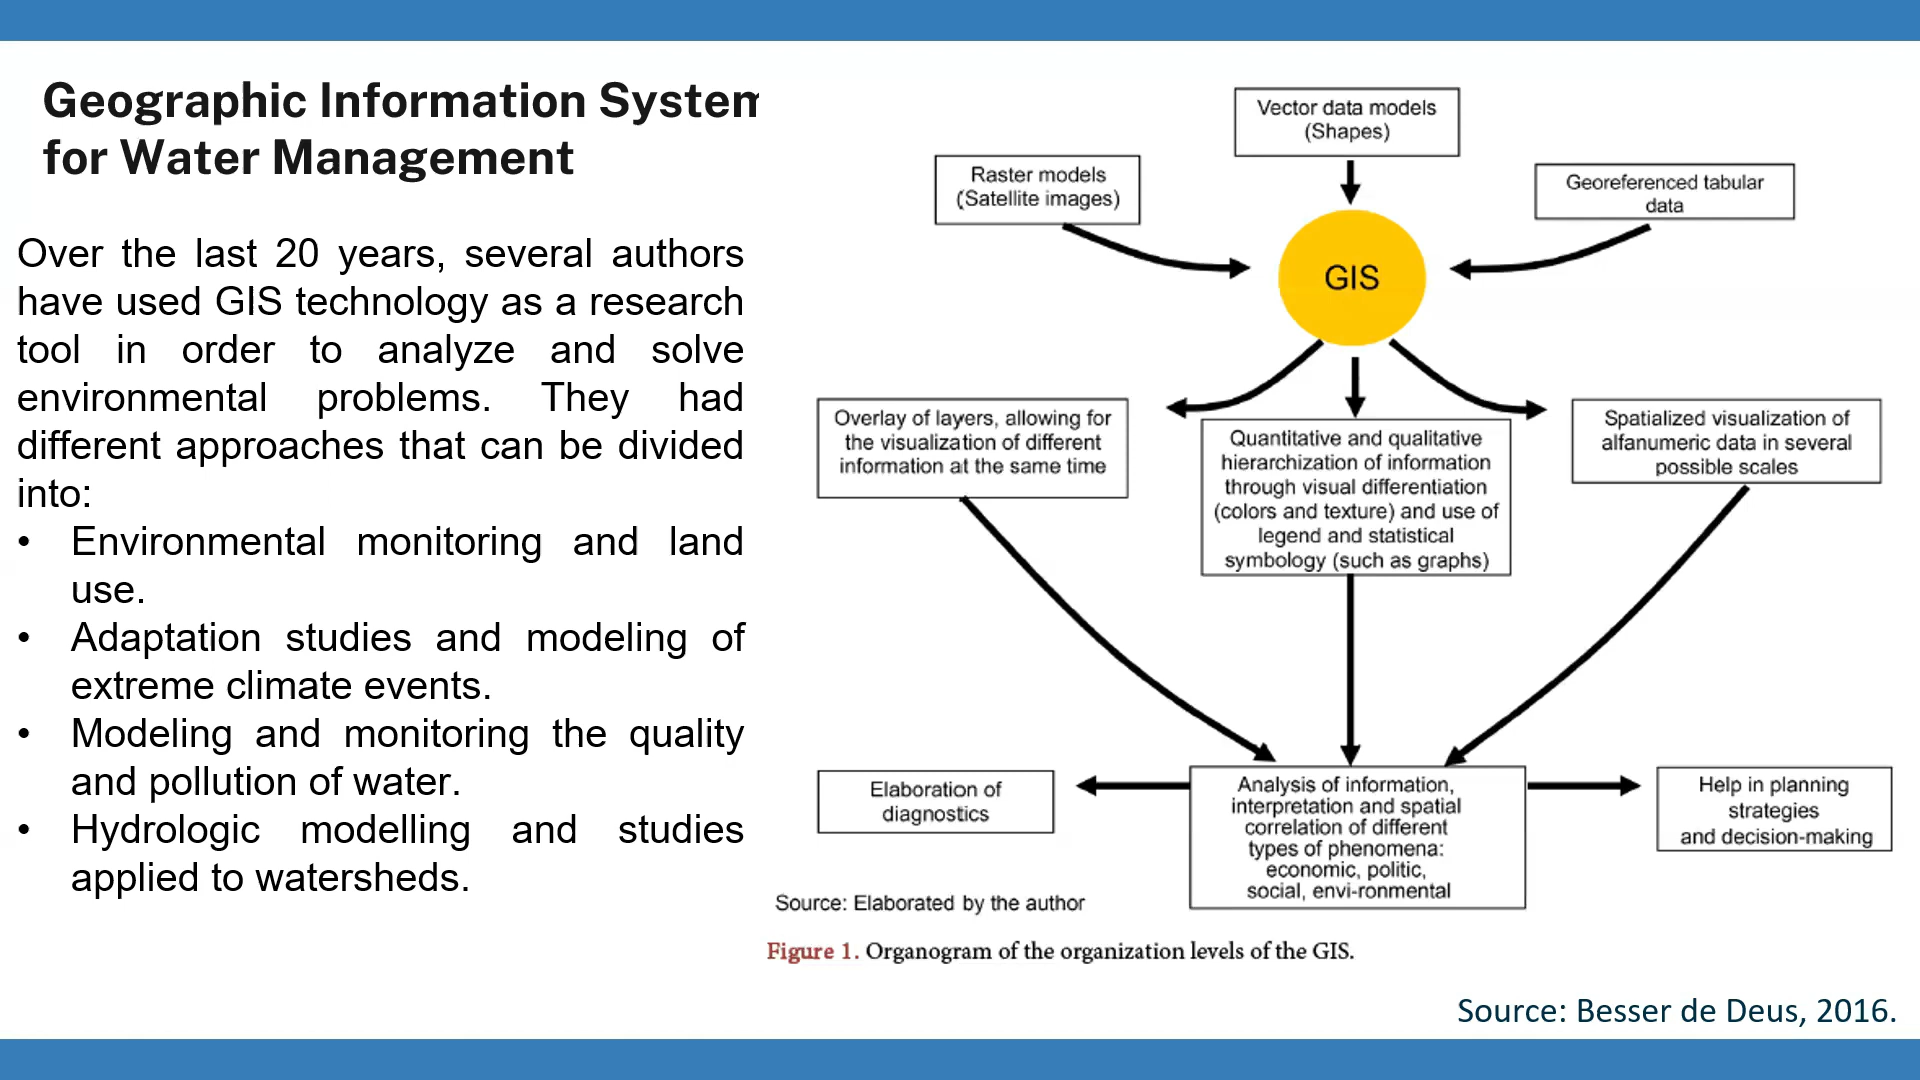 Geographic Information System
for Water Management
Over the last 20 years, several authors
have used GIS technology as a research
tool in order to analyze and solve
environmental problems. They had
different approaches that can be divided
into:
• Environmental monitoring and land
use.
• Adaptation studies and modeling of
extreme climate events.
• Modeling and monitoring the quality
and pollution of water.
• Hydrologic modelling and studies
applied to watersheds.
Vector data models
(Shapes)
Raster models
(Satellite images)
Georeferenced tabular
data
GIS
Overlay of layers, allowing for
the visualization of different
information at the same time
Quantitative and qualitative
hierarchization of information
through visual differentiation
(colors and texture) and use of
legend and statistical
symbology (such as graphs)
Spatialized visualization of
alfanumeric data in several
possible scales
Elaboration of
diagnostics
Analysis of information,
interpretation and spatial
correlation of different
types of phenomena:
economic, politic,
social, envi-ronmental
Help in planning
strategies
and decision-making
Source: Elaborated by the author
Figure 1. Organogram of the organization levels of the GIS.
Source: Besser de Deus, 2016.